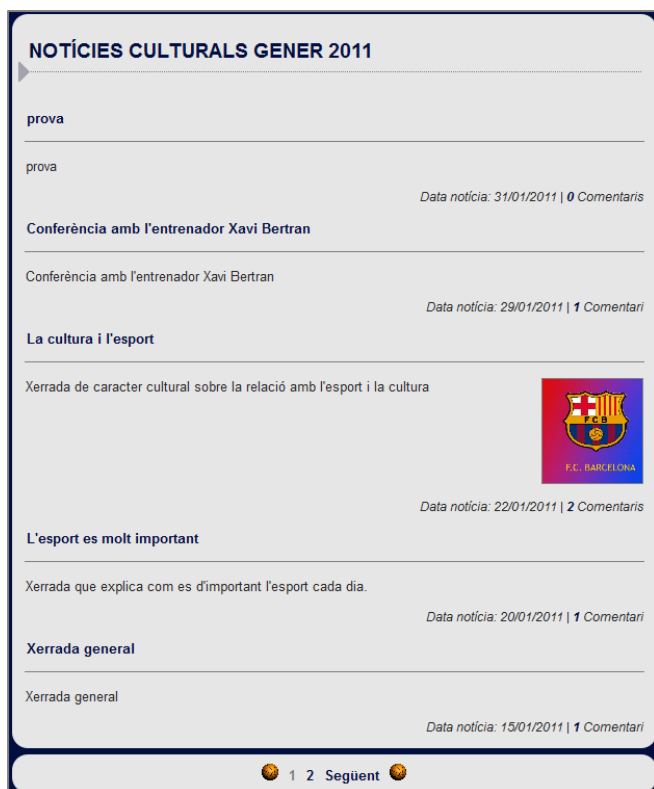 NOTÍCIES CULTURALS GENER 2011
prova
prova
Data notícia: 31/01/2011 | 0 Comentaris
Conferència amb l'entrenador Xavi Bertran
Conferència amb l'entrenador Xavi Bertran
Data notícia: 29/01/2011 | 1 Comentari
La cultura i l'esport
Xerrada de caracter cultural sobre la relació amb l'esport i la cultura
FCB
F.C. BARCELONA
Data notícia: 22/01/2011 | 2 Comentaris
L'esport es molt important
Xerrada que explica com es d'important l'esport cada dia.
Data notícia: 20/01/2011 | 1 Comentari
Xerrada general
Xerrada general
Data notícia: 15/01/2011 | 1 Comentari
1 2 Següent